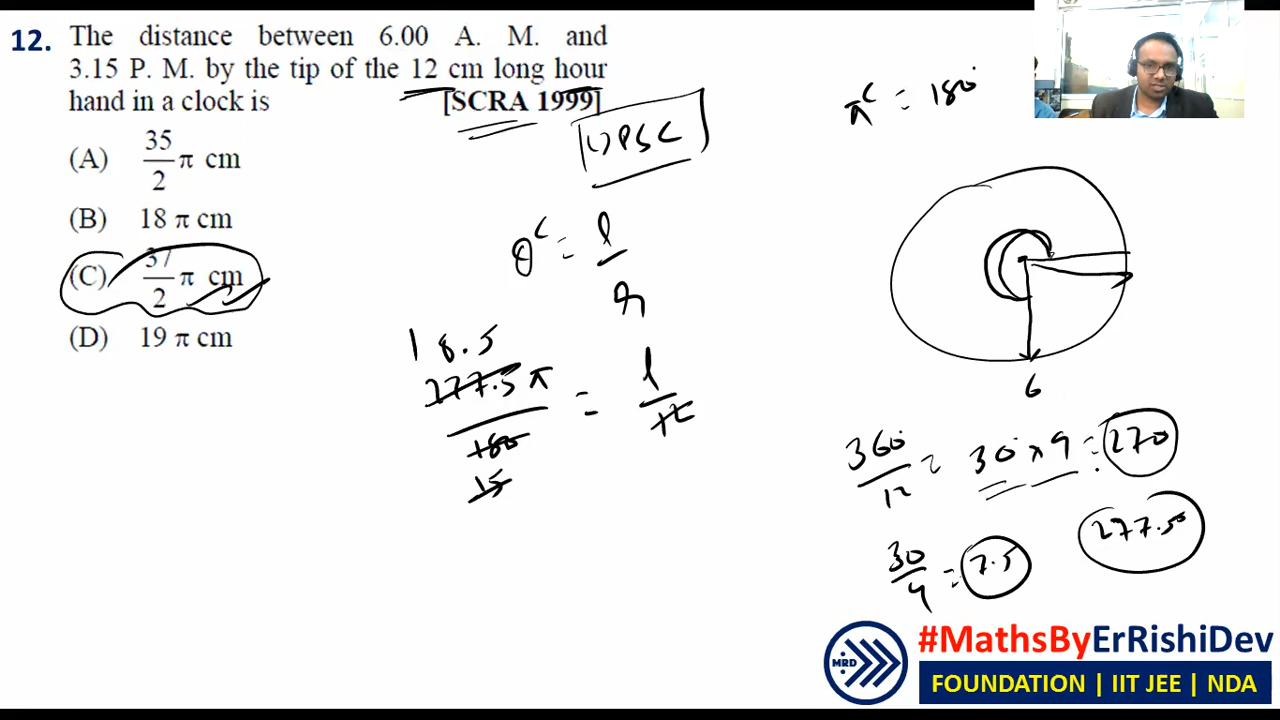 12. The distance between 6.00 A. M. and
3.15 P. M. by the tip of the 12 cm long hour
hand in a clock is [SCRA 1999]
(A) 35/2 π cm
(B) 18 π cm
(C) 37/2 π cm
(D) 19 π cm
UPSC
θᶜ = l/r
18.5
277.5 π / 180 = l/12
15
πᶜ = 180°
6
360°/12 = 30° × 9 = 270
30/4 = 7.5
277.5°
MRD
#MathsByErRishiDev
FOUNDATION | IIT JEE | NDA